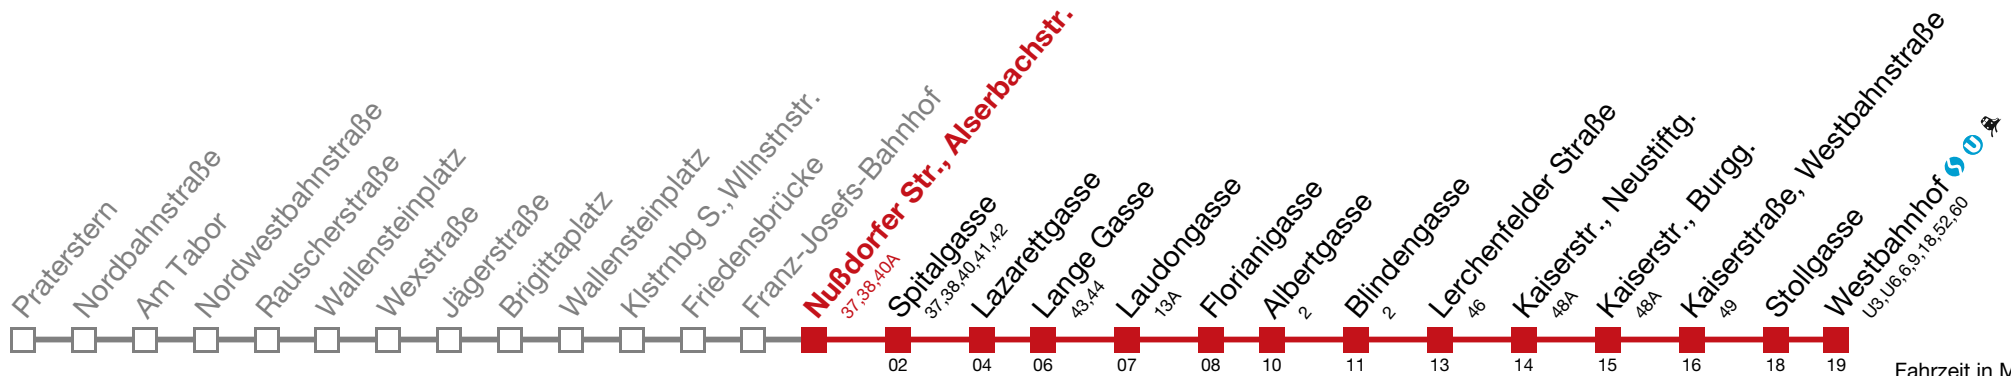 Praterstern
Nordbahnstraße
Am Tabor
Nordwestbahnstraße
Rauscherstraße
Wallensteinplatz
Wexstraße
Jägerstraße
Brigittaplatz
Wallensteinplatz
Klstrnbg S., Wllnstnstr.
Friedensbrücke
Franz-Josefs-Bahnhof
Nußdorfer Str., Alserbachstr.
37,38,40A
Spitalgasse
37,38,40,41,42
Lazarettgasse
Lange Gasse
43,44
Laudongasse
13A
Florianigasse
Albertgasse
2
Blindengasse
2
Lerchenfelder Straße
46
Kaiserstr., Neustiftg.
48A
Kaiserstr., Burgg.
48A
Kaiserstraße, Westbahnstraße
49
Stollgasse
Westbahnhof S U
U3,U6,6,9,18,52,60
02 04 06 07 08 10 11 13 14 15 16 18 19
Fahrzeit in M